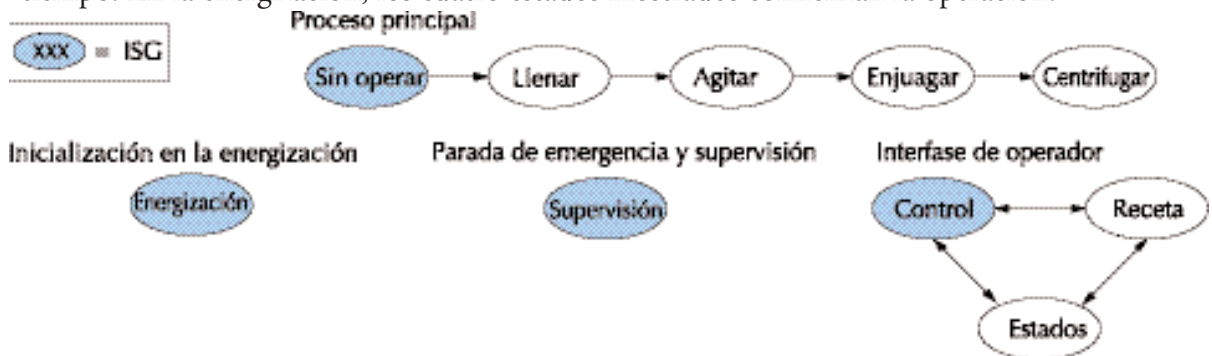 Proceso principal
xxx = ISG
Sin operar
Llenar
Agitar
Enjuagar
Centrifugar
Inicialización en la energización
Parada de emergencia y supervisión
Interfase de operador
Energización
Supervisión
Control
Receta
Estados